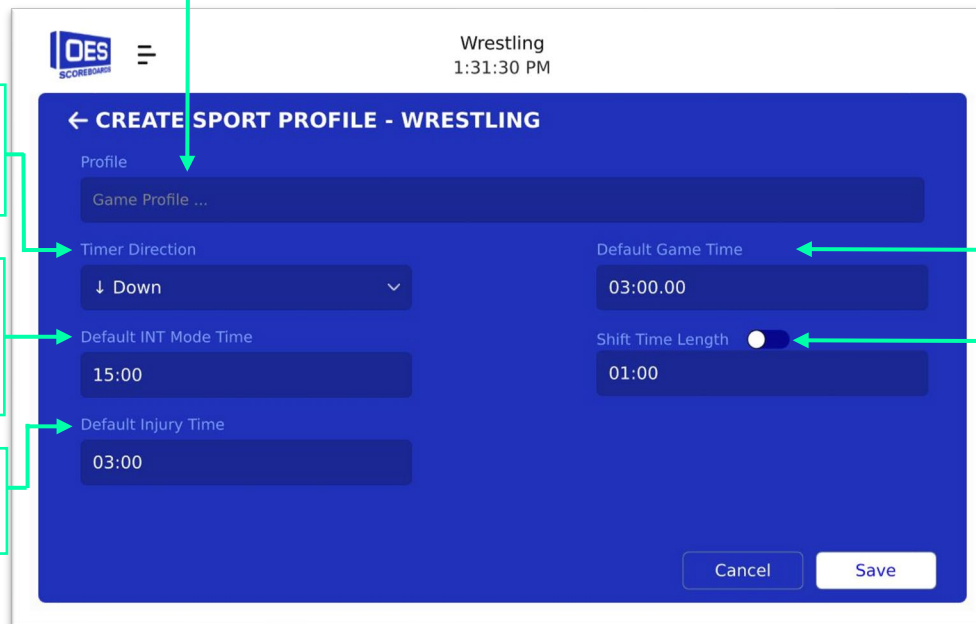 OES
SCOREBOARDS
Wrestling
1:31:30 PM
← CREATE SPORT PROFILE - WRESTLING
Profile
Game Profile ...
Timer Direction
Default Game Time
↓ Down
03:00.00
Default INT Mode Time
Shift Time Length
15:00
01:00
Default Injury Time
03:00
Cancel
Save